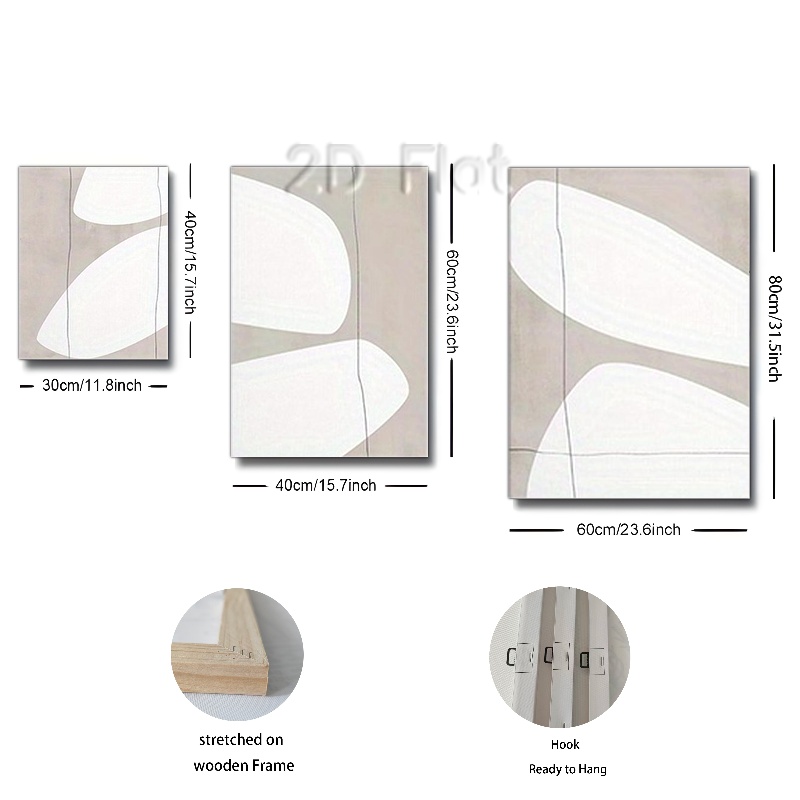 2D Flat
40cm/15.7inch
30cm/11.8inch
60cm/23.6inch
40cm/15.7inch
80cm/31.5inch
60cm/23.6inch
stretched on
wooden Frame
Hook
Ready to Hang